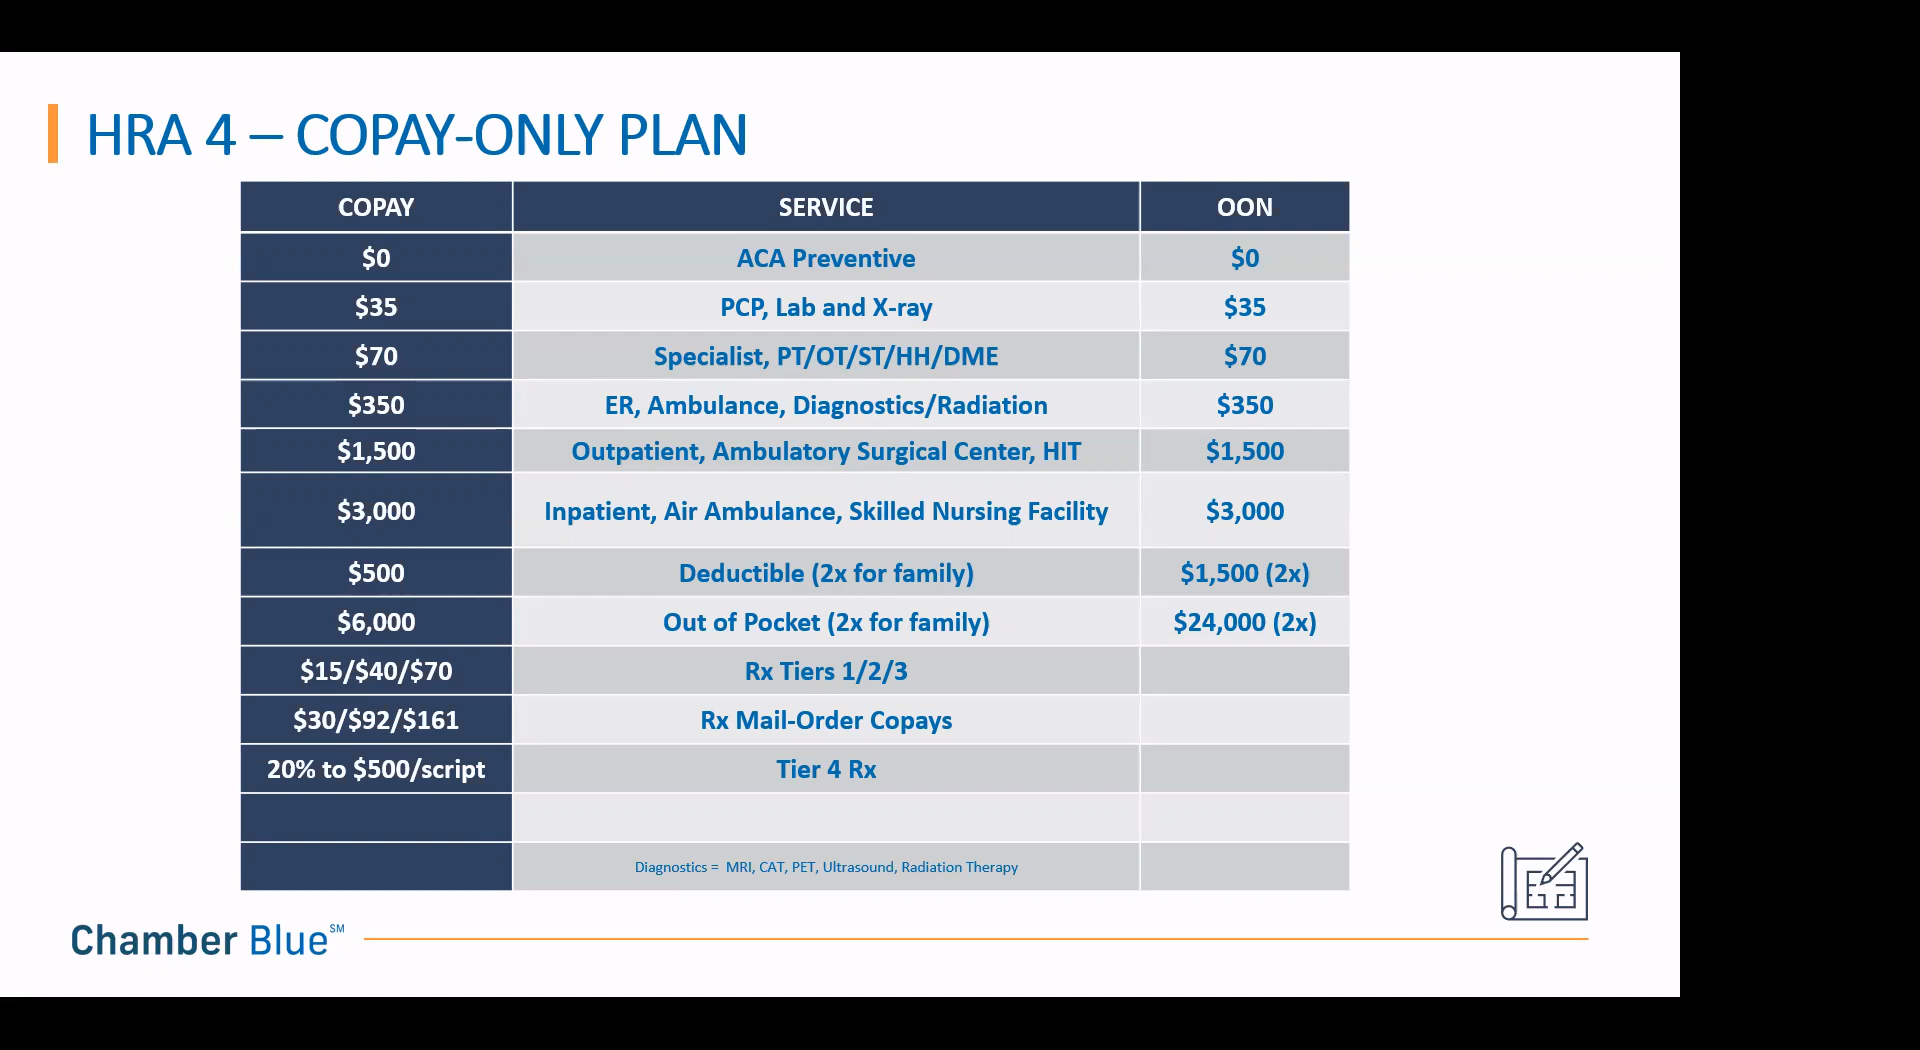 HRA 4 – COPAY-ONLY PLAN
COPAY SERVICE OON
$0 ACA Preventive $0
$35 PCP, Lab and X-ray $35
$70 Specialist, PT/OT/ST/HH/DME $70
$350 ER, Ambulance, Diagnostics/Radiation $350
$1,500 Outpatient, Ambulatory Surgical Center, HIT $1,500
$3,000 Inpatient, Air Ambulance, Skilled Nursing Facility $3,000
$500 Deductible (2x for family) $1,500 (2x)
$6,000 Out of Pocket (2x for family) $24,000 (2x)
$15/$40/$70 Rx Tiers 1/2/3
$30/$92/$161 Rx Mail-Order Copays
20% to $500/script Tier 4 Rx
Diagnostics = MRI, CAT, PET, Ultrasound, Radiation Therapy
Chamber Blue℠